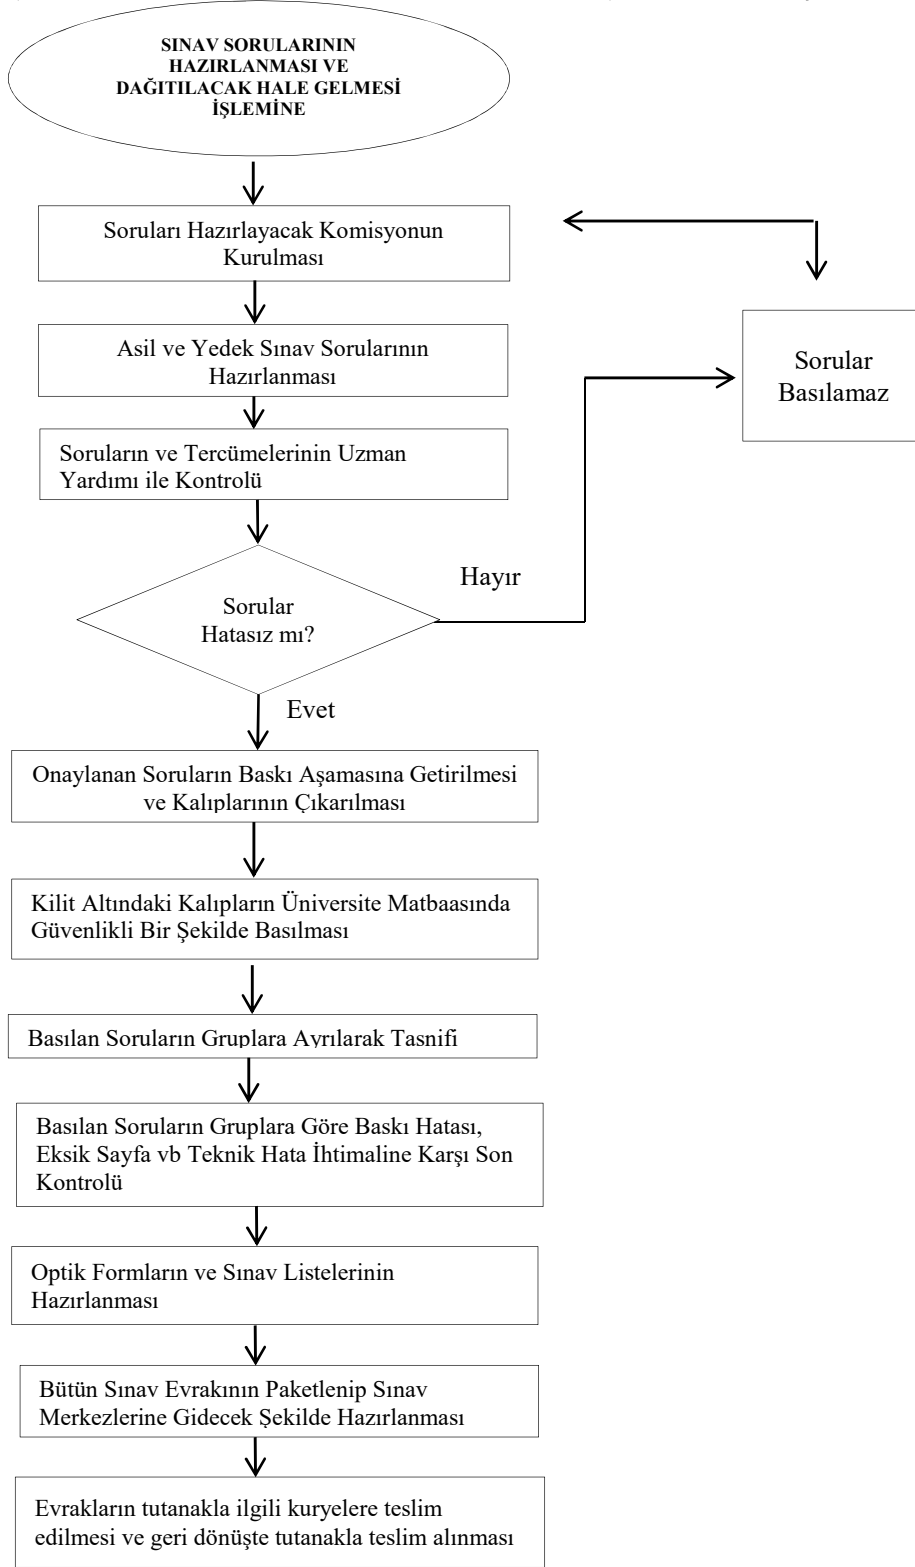 SINAV SORULARININ
HAZIRLANMASI VE
DAĞITILACAK HALE GELMESİ
İŞLEMİNE
Soruları Hazırlayacak Komisyonun
Kurulması
Asil ve Yedek Sınav Sorularının
Hazırlanması
Soruların ve Tercümelerinin Uzman
Yardımı ile Kontrolü
Sorular
Hatasız mı?
Hayır
Sorular
Basılamaz
Evet
Onaylanan Soruların Baskı Aşamasına Getirilmesi
ve Kalıplarının Çıkarılması
Kilit Altındaki Kalıpların Üniversite Matbaasında
Güvenlikli Bir Şekilde Basılması
Basılan Soruların Gruplara Ayrılarak Tasnifi
Basılan Soruların Gruplara Göre Baskı Hatası,
Eksik Sayfa vb Teknik Hata İhtimaline Karşı Son
Kontrolü
Optik Formların ve Sınav Listelerinin
Hazırlanması
Bütün Sınav Evrakının Paketlenip Sınav
Merkezlerine Gidecek Şekilde Hazırlanması
Evrakların tutanakla ilgili kuryelere teslim
edilmesi ve geri dönüşte tutanakla teslim alınması